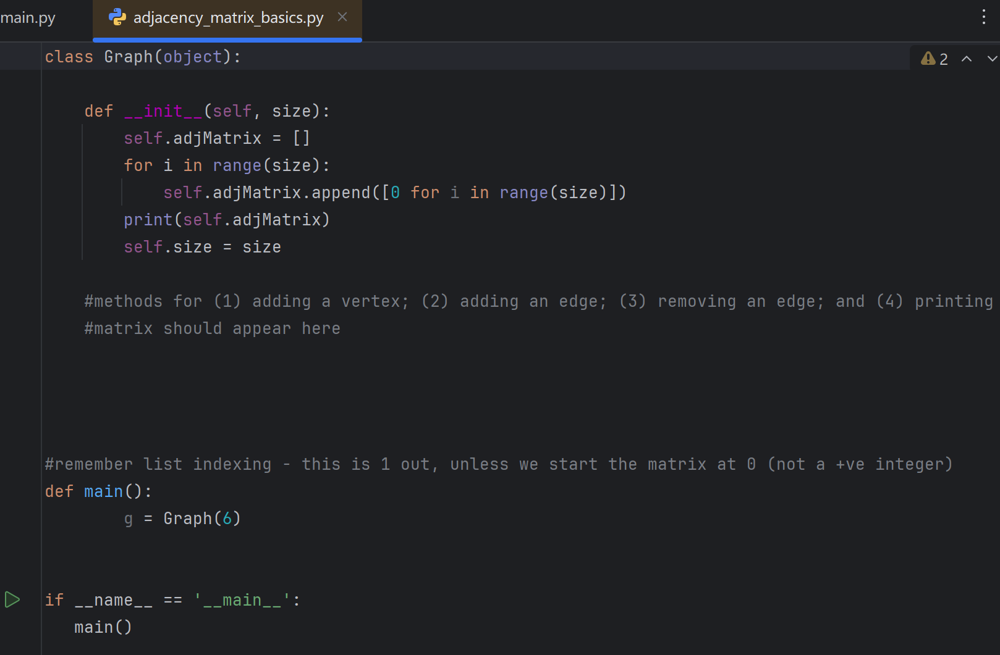 main.py
adjacency_matrix_basics.py
class Graph(object):
2
    def __init__(self, size):
        self.adjMatrix = []
        for i in range(size):
            self.adjMatrix.append([0 for i in range(size)])
        print(self.adjMatrix)
        self.size = size
    #methods for (1) adding a vertex; (2) adding an edge; (3) removing an edge; and (4) printing
    #matrix should appear here
#remember list indexing - this is 1 out, unless we start the matrix at 0 (not a +ve integer)
def main():
        g = Graph(6)
if __name__ == '__main__':
   main()